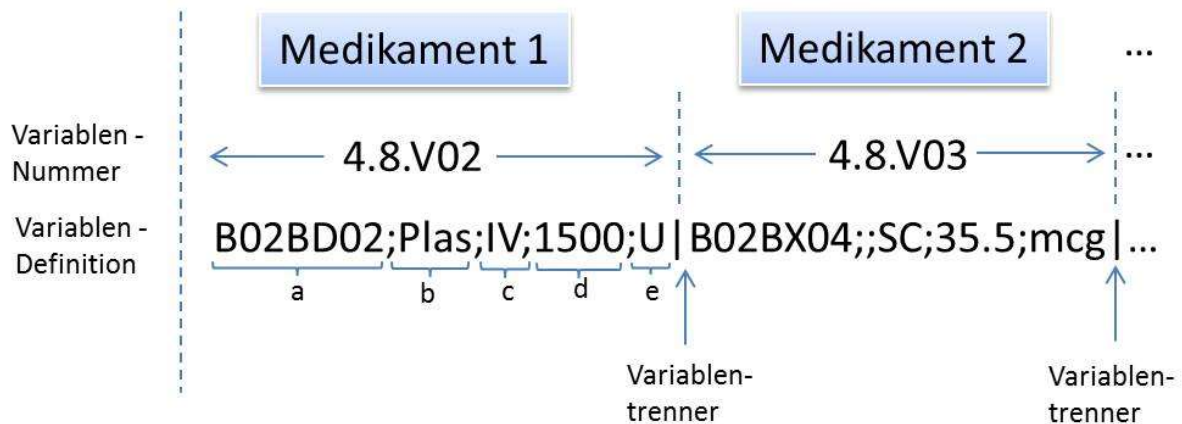 Medikament 1 Medikament 2 ...
Variablen - 4.8.V02 4.8.V03 ...
Nummer
Variablen - B02BD02;Plas;IV;1500;U|B02BX04;;SC;35.5;mcg|...
Definition
a b c d e
Variablen- Variablen-
trenner trenner